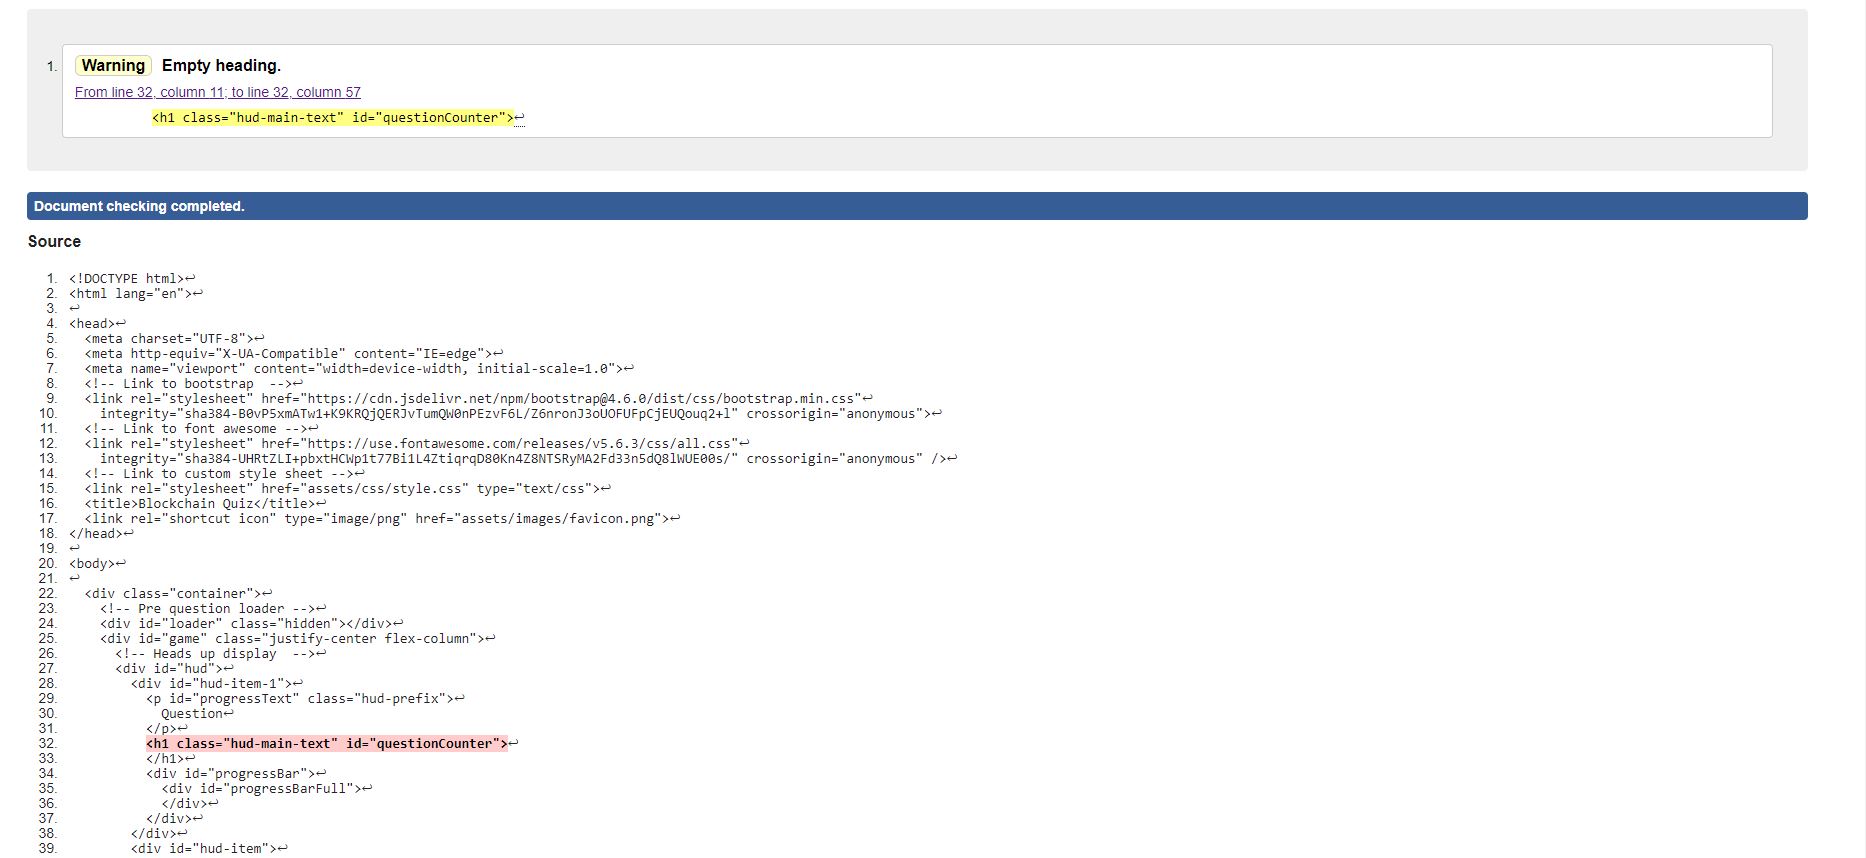 1. Warning Empty heading.
From line 32, column 11; to line 32, column 57
<h1 class="hud-main-text" id="questionCounter">↩
Document checking completed.
Source
1. <!DOCTYPE html>↩
2. <html lang="en">↩
3. ↩
4. <head>↩
5. <meta charset="UTF-8">↩
6. <meta http-equiv="X-UA-Compatible" content="IE=edge">↩
7. <meta name="viewport" content="width=device-width, initial-scale=1.0">↩
8. <!-- Link to bootstrap  -->↩
9. <link rel="stylesheet" href="https://cdn.jsdelivr.net/npm/bootstrap@4.6.0/dist/css/bootstrap.min.css"↩
10. integrity="sha384-B0vP5xmATw1+K9KRQjQERJvTumQW0nPEzvF6L/Z6nronJ3oUOFUFpCjEUQouq2+l" crossorigin="anonymous">↩
11. <!-- Link to font awesome -->↩
12. <link rel="stylesheet" href="https://use.fontawesome.com/releases/v5.6.3/css/all.css"↩
13. integrity="sha384-UHRtZLI+pbxtHCWp1t77Bi1L4ZtiqrqD80Kn4Z8NTSRyMA2Fd33n5dQ8lWUE00s/" crossorigin="anonymous" />↩
14. <!-- Link to custom style sheet -->↩
15. <link rel="stylesheet" href="assets/css/style.css" type="text/css">↩
16. <title>Blockchain Quiz</title>↩
17. <link rel="shortcut icon" type="image/png" href="assets/images/favicon.png">↩
18. </head>↩
19. ↩
20. <body>↩
21. ↩
22. <div class="container">↩
23. <!-- Pre question loader -->↩
24. <div id="loader" class="hidden"></div>↩
25. <div id="game" class="justify-center flex-column">↩
26. <!-- Heads up display  -->↩
27. <div id="hud">↩
28. <div id="hud-item-1">↩
29. <p id="progressText" class="hud-prefix">↩
30. Question↩
31. </p>↩
32. <h1 class="hud-main-text" id="questionCounter">↩
33. </h1>↩
34. <div id="progressBar">↩
35. <div id="progressBarFull">↩
36. </div>↩
37. </div>↩
38. </div>↩
39. <div id="hud-item">↩